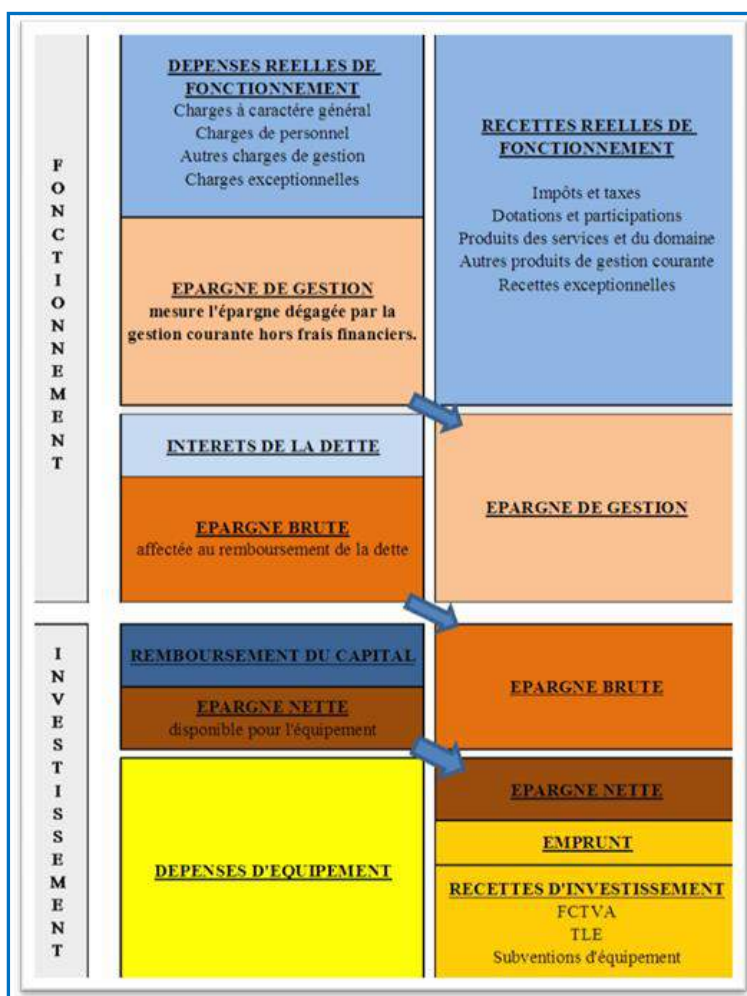 FONCTIONNEMENT
DEPENSES REELLES DE
FONCTIONNEMENT
Charges à caractére général
Charges de personnel
Autres charges de gestion
Charges exceptionnelles
RECETTES REELLES DE
FONCTIONNEMENT
Impôts et taxes
Dotations et participations
Produits des services et du domaine
Autres produits de gestion courante
Recettes exceptionnelles
EPARGNE DE GESTION
mesure l'épargne dégagée par la
gestion courante hors frais financiers.
INTERETS DE LA DETTE
EPARGNE BRUTE
affectée au remboursement de la dette
EPARGNE DE GESTION
INVESTISSEMENT
REMBOURSEMENT DU CAPITAL
EPARGNE NETTE
disponible pour l'équipement
EPARGNE BRUTE
DEPENSES D'EQUIPEMENT
EPARGNE NETTE
EMPRUNT
RECETTES D'INVESTISSEMENT
FCTVA
TLE
Subventions d'équipement